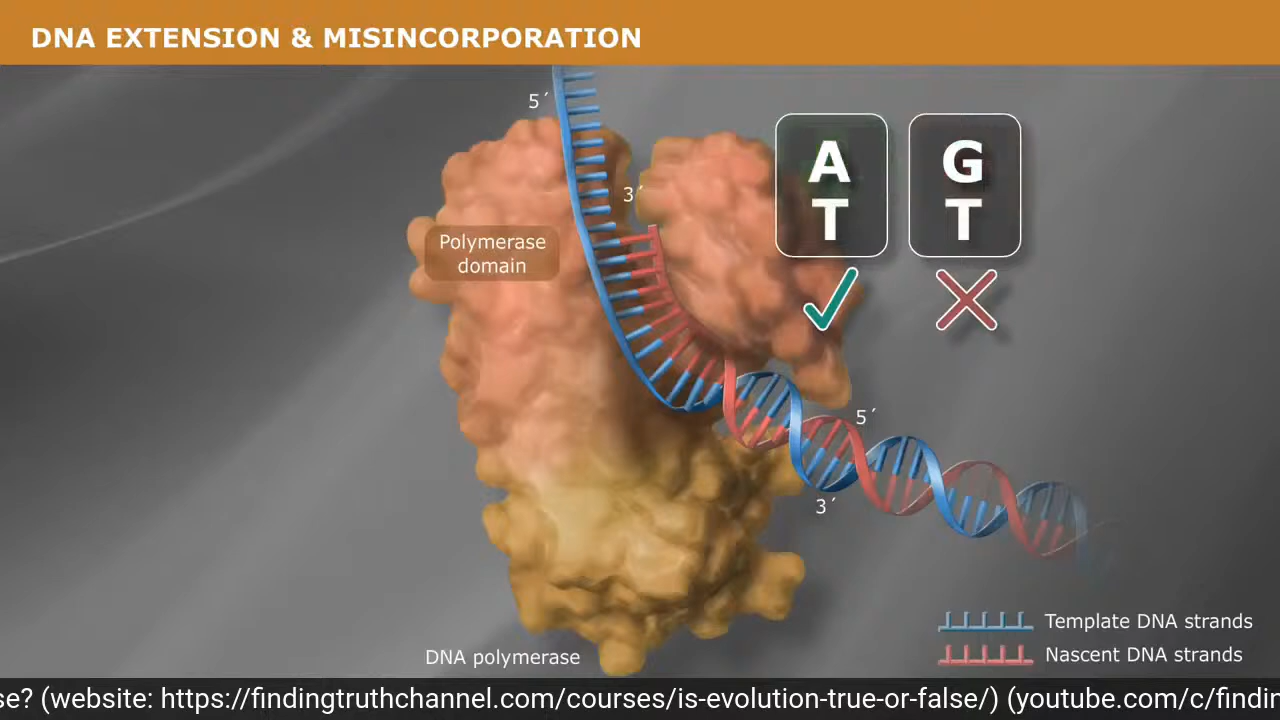 DNA EXTENSION & MISINCORPORATION
5´
A
T
G
T
3´
Polymerase
domain
5´
3´
Template DNA strands
Nascent DNA strands
DNA polymerase
se? (website: https://findingtruthchannel.com/courses/is-evolution-true-or-false/) (youtube.com/c/findin